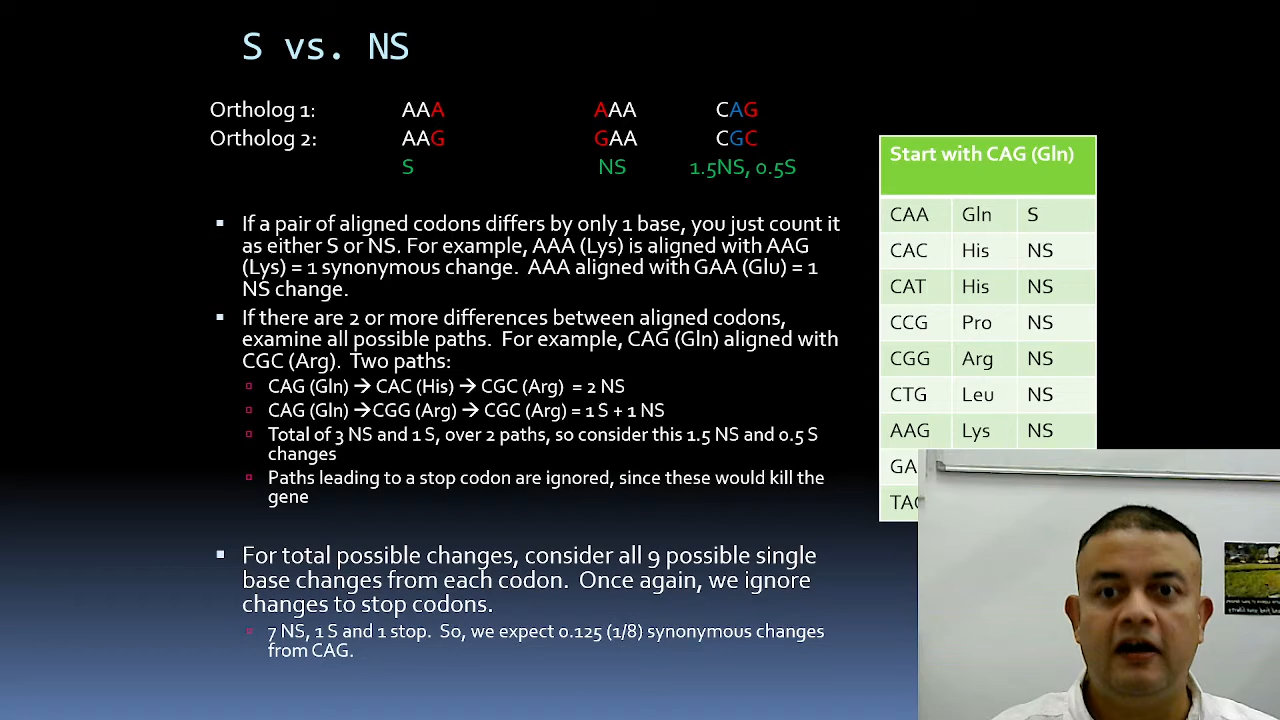 S vs. NS
Ortholog 1: AAA AAA CAG
Ortholog 2: AAG GAA CGC
S NS 1.5NS, 0.5S
If a pair of aligned codons differs by only 1 base, you just count it
as either S or NS. For example, AAA (Lys) is aligned with AAG
(Lys) = 1 synonymous change. AAA aligned with GAA (Glu) = 1
NS change.
If there are 2 or more differences between aligned codons,
examine all possible paths. For example, CAG (Gln) aligned with
CGC (Arg). Two paths:
CAG (Gln) → CAC (His) → CGC (Arg) = 2 NS
CAG (Gln) →CGG (Arg) → CGC (Arg) = 1 S + 1 NS
Total of 3 NS and 1 S, over 2 paths, so consider this 1.5 NS and 0.5 S
changes
Paths leading to a stop codon are ignored, since these would kill the
gene
For total possible changes, consider all 9 possible single
base changes from each codon. Once again, we ignore
changes to stop codons.
7 NS, 1 S and 1 stop. So, we expect 0.125 (1/8) synonymous changes
from CAG.
Start with CAG (Gln)
CAA Gln S
CAC His NS
CAT His NS
CCG Pro NS
CGG Arg NS
CTG Leu NS
AAG Lys NS
GA
TA